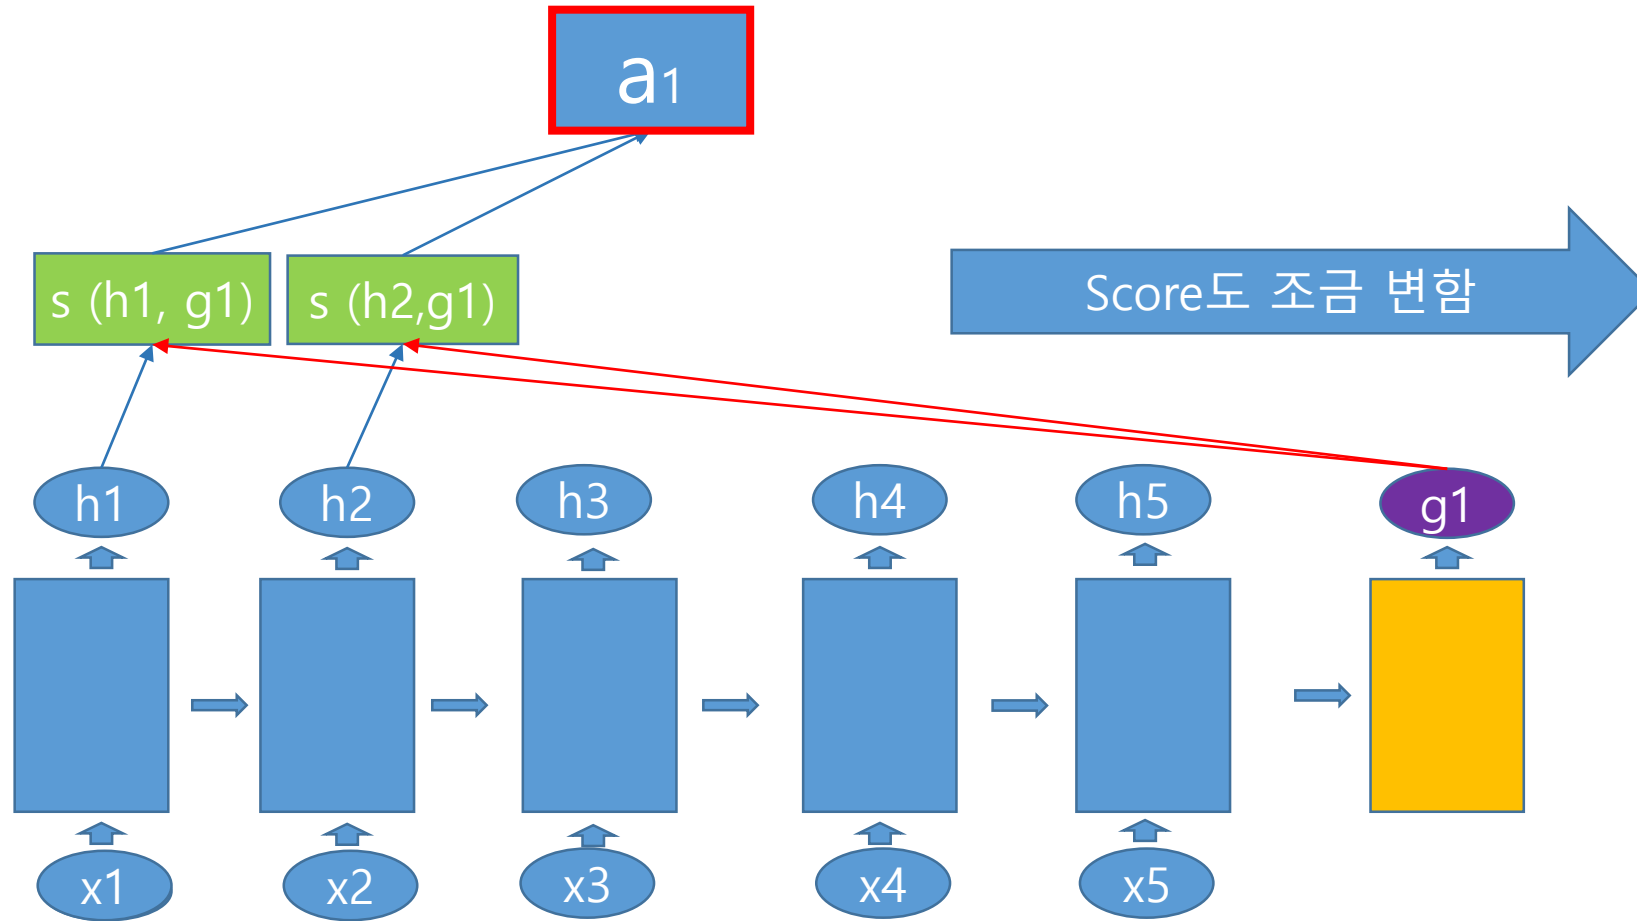 a1
s (h1, g1)
s (h2,g1)
Score도 조금 변함
h1
h2
h3
h4
h5
g1
x1
x2
x3
x4
x5